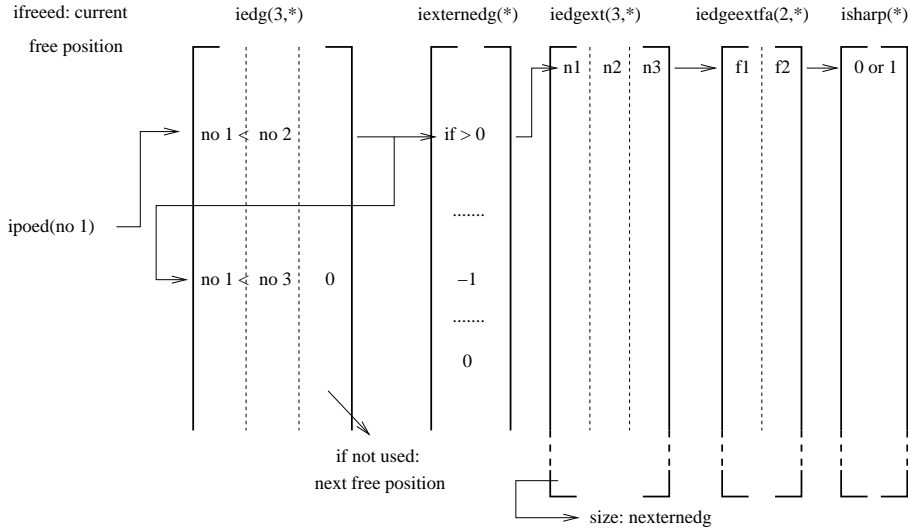 ifreeed: current
free position
iedg(3,*)
iexternedg(*)
iedgext(3,*)
iedgeextfa(2,*)
isharp(*)
n1 n2 n3
f1 f2
0 or 1
no 1 < no 2
if > 0
ipoed(no 1)
.......
no 1 < no 3 0
−1
.......
0
if not used:
next free position
size: nexternedg